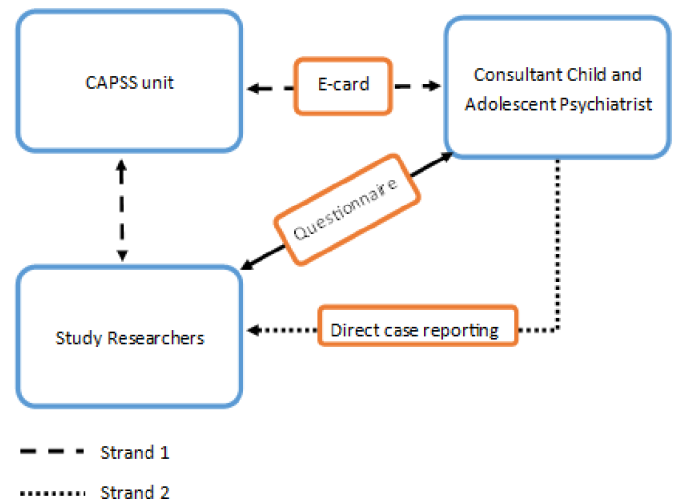 CAPSS unit
E-card
Consultant Child and
Adolescent Psychiatrist
Questionnaire
Study Researchers
Direct case reporting
Strand 1
Strand 2